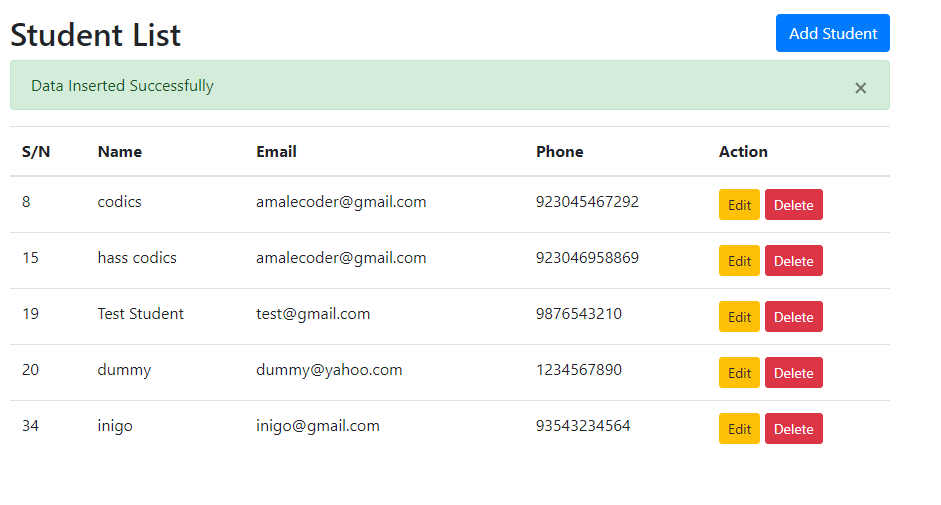 Student List Add Student
Data Inserted Successfully ×
S/N Name Email Phone Action
8 codics amalecoder@gmail.com 923045467292 Edit Delete
15 hass codics amalecoder@gmail.com 923046958869 Edit Delete
19 Test Student test@gmail.com 9876543210 Edit Delete
20 dummy dummy@yahoo.com 1234567890 Edit Delete
34 inigo inigo@gmail.com 93543234564 Edit Delete